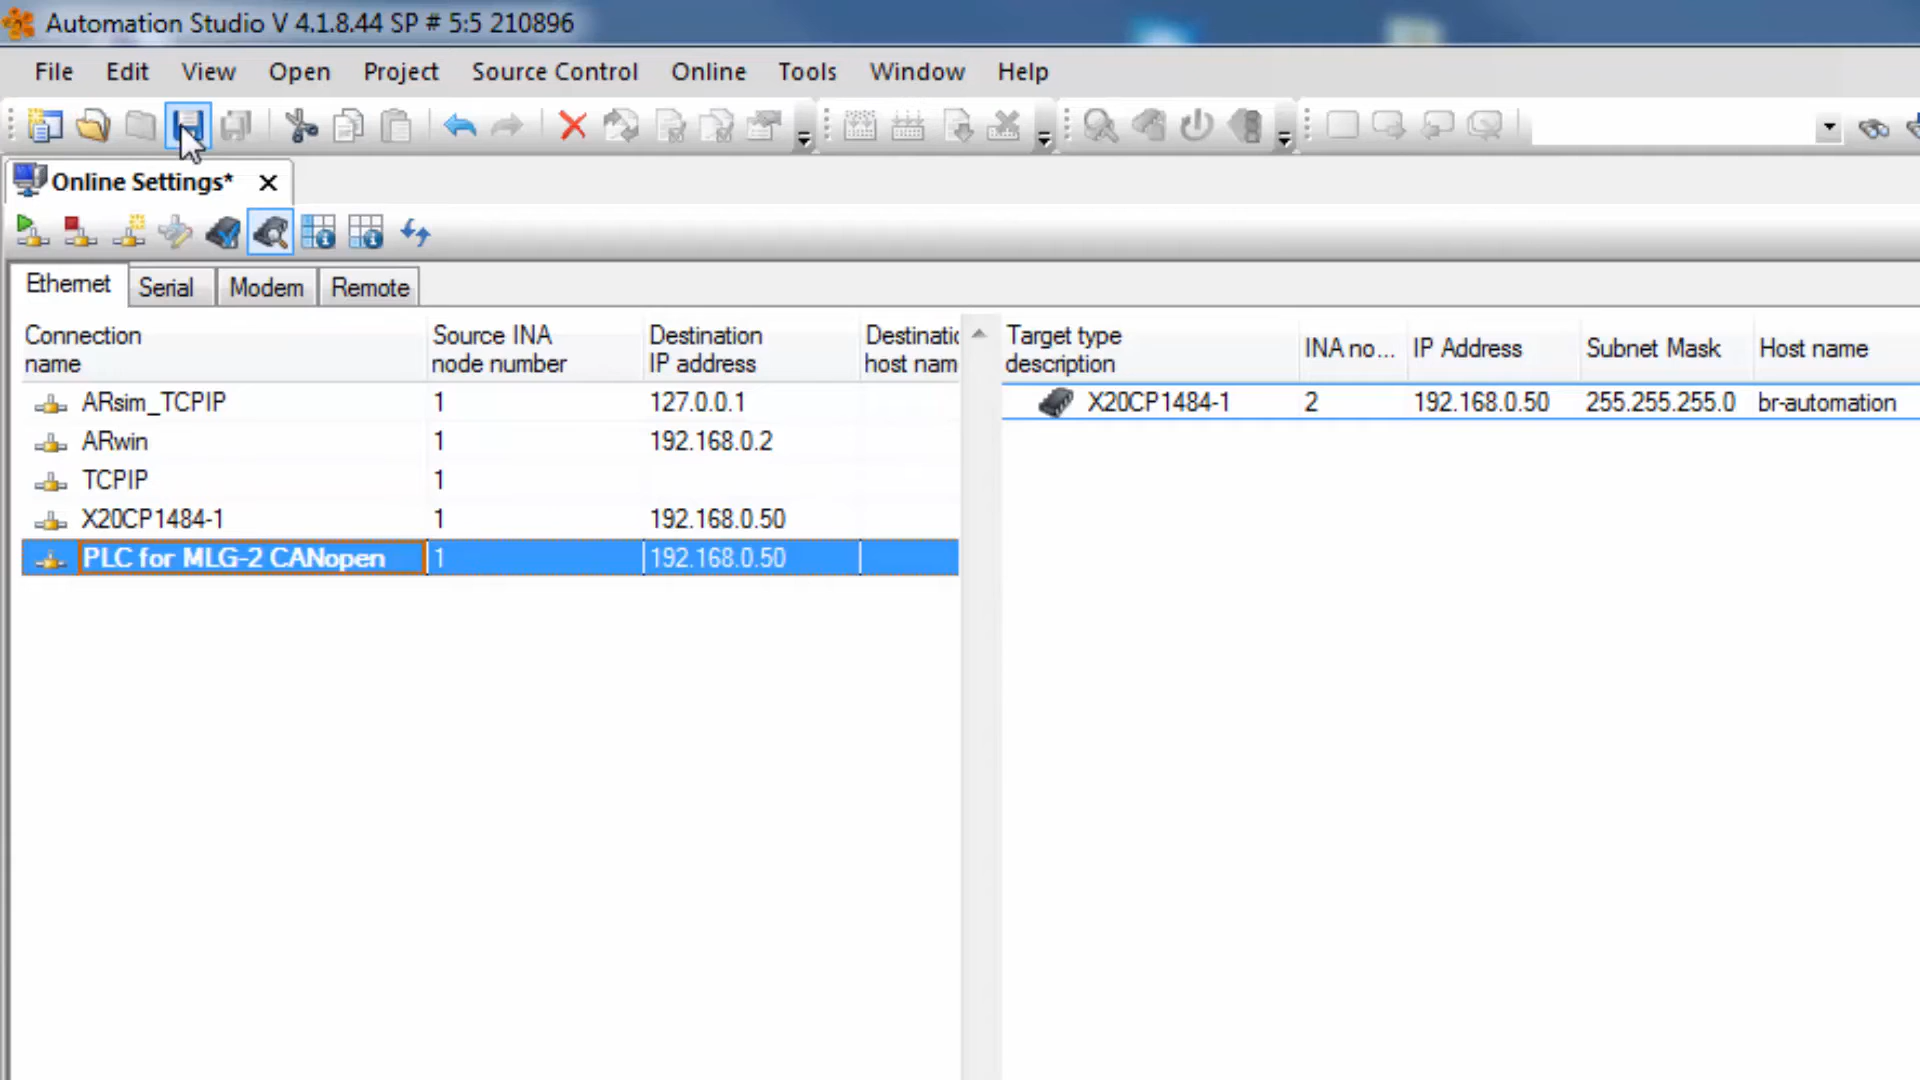 Automation Studio V 4.1.8.44 SP # 5:5 210896
File Edit View Open Project Source Control Online Tools Window Help
Online Settings*
Ethernet Serial Modem Remote
Connection name Source INA node number Destination IP address Destinatic host nam Target type description INA no... IP Address Subnet Mask Host name
ARsim_TCPIP 1 127.0.0.1 X20CP1484-1 2 192.168.0.50 255.255.255.0 br-automation
ARwin 1 192.168.0.2
TCPIP 1
X20CP1484-1 1 192.168.0.50
PLC for MLG-2 CANopen 1 192.168.0.50